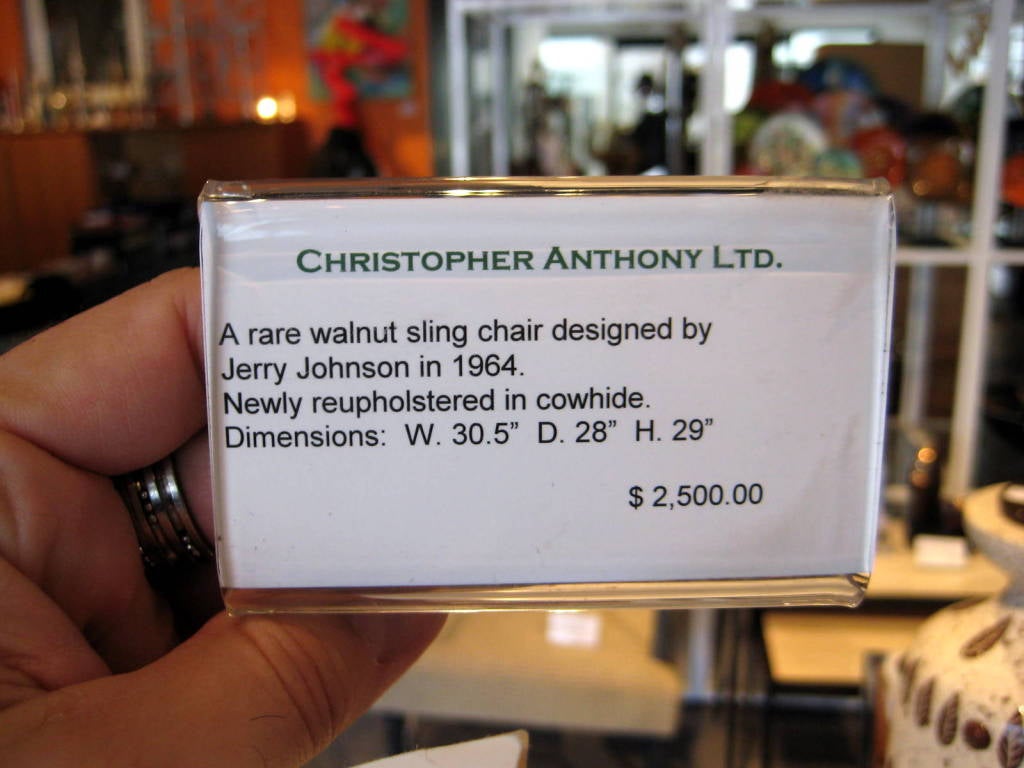 CHRISTOPHER ANTHONY LTD.
A rare walnut sling chair designed by
Jerry Johnson in 1964.
Newly reupholstered in cowhide.
Dimensions: W. 30.5” D. 28” H. 29”
$ 2,500.00